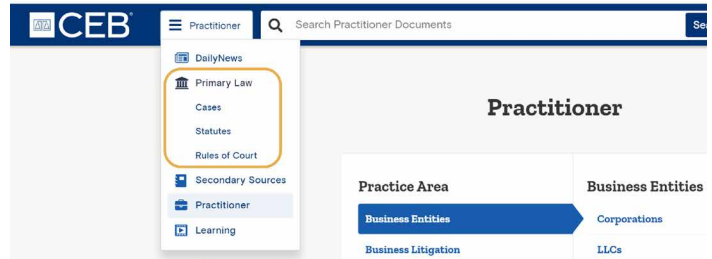 CEB
Practitioner
Search Practitioner Documents
DailyNews
Primary Law
Cases
Statutes
Rules of Court
Secondary Sources
Practitioner
Learning
Practitioner
Practice Area
Business Entities
Business Litigation
Business Entities
Corporations
LLCs